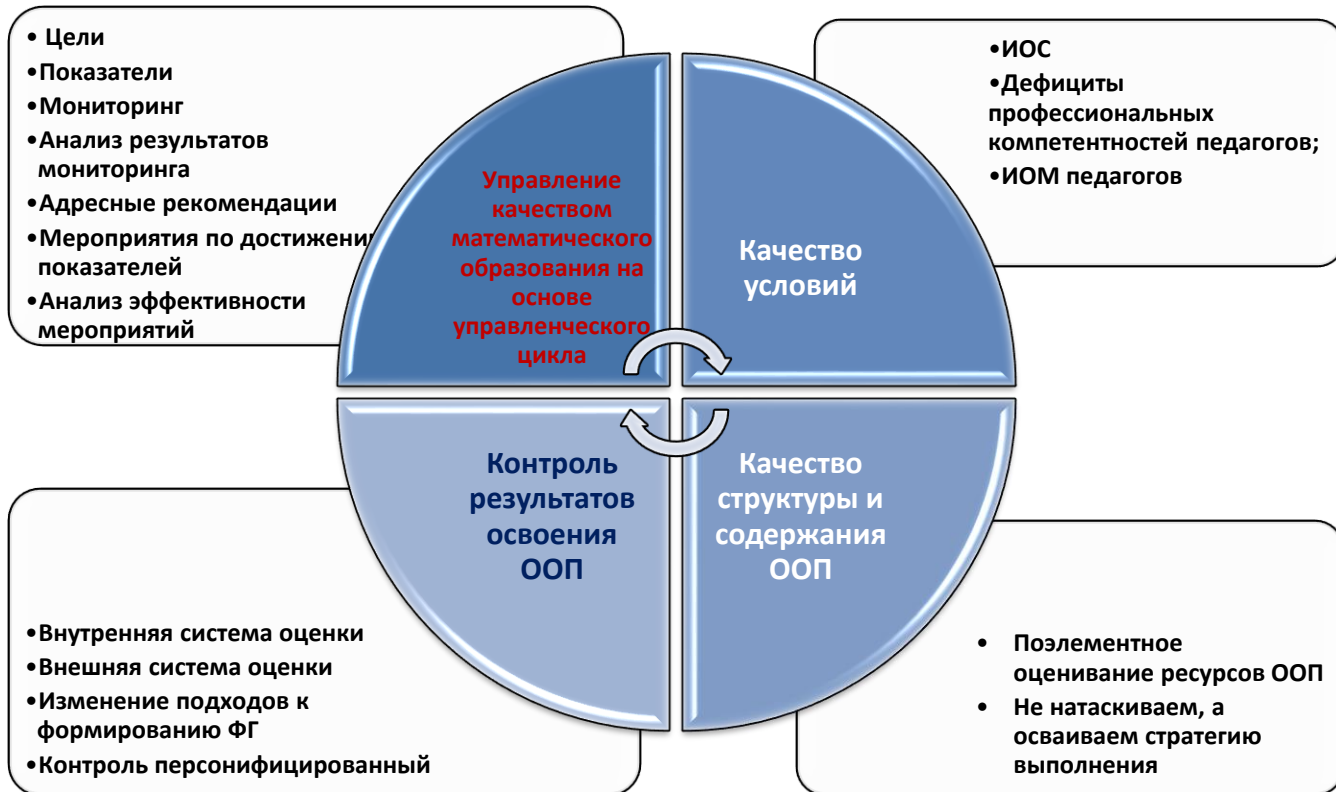 • Цели
•Показатели
•Мониторинг
•Анализ результатов
мониторинга
•Адресные рекомендации
•Мероприятия по достижени
показателей
•Анализ эффективности
мероприятий
Управление
качеством
математического
образования на
основе
управленческого
цикла
Качество
условий
•ИОС
•Дефициты
профессиональных
компетентностей педагогов;
•ИОМ педагогов
Контроль
результатов
освоения
ООП
Качество
структуры и
содержания
ООП
•Внутренняя система оценки
•Внешняя система оценки
•Изменение подходов к
формированию ФГ
•Контроль персонифицированный
• Поэлементное
оценивание ресурсов ООП
• Не натаскиваем, а
осваиваем стратегию
выполнения